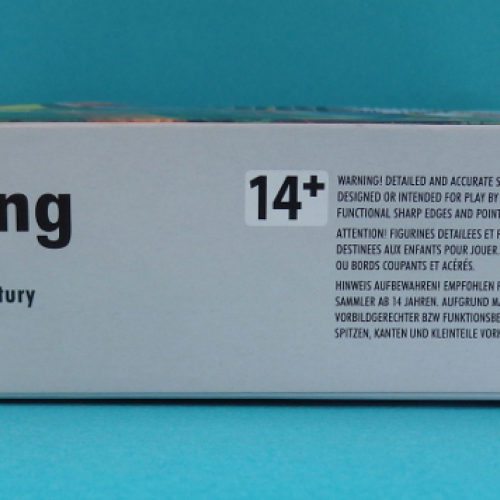 ng
tury
14+
WARNING! DETAILED AND ACCURATE
DESIGNED OR INTENDED FOR PLAY BY
FUNCTIONAL SHARP EDGES AND POINT
ATTENTION! FIGURINES DETAILEES ET
DESTINEES AUX ENFANTS POUR JOUER.
OU BORDS COUPANTS ET ACÉRÉS.
HINWEIS AUFBEWAHREN! EMPFOHLEN
SAMMLER AB 14 JAHREN. AUFGRUND
VORBILDGERECHTER BZW FUNKTIONSBE
SPITZEN, KANTEN UND KLEINTEILE VOR